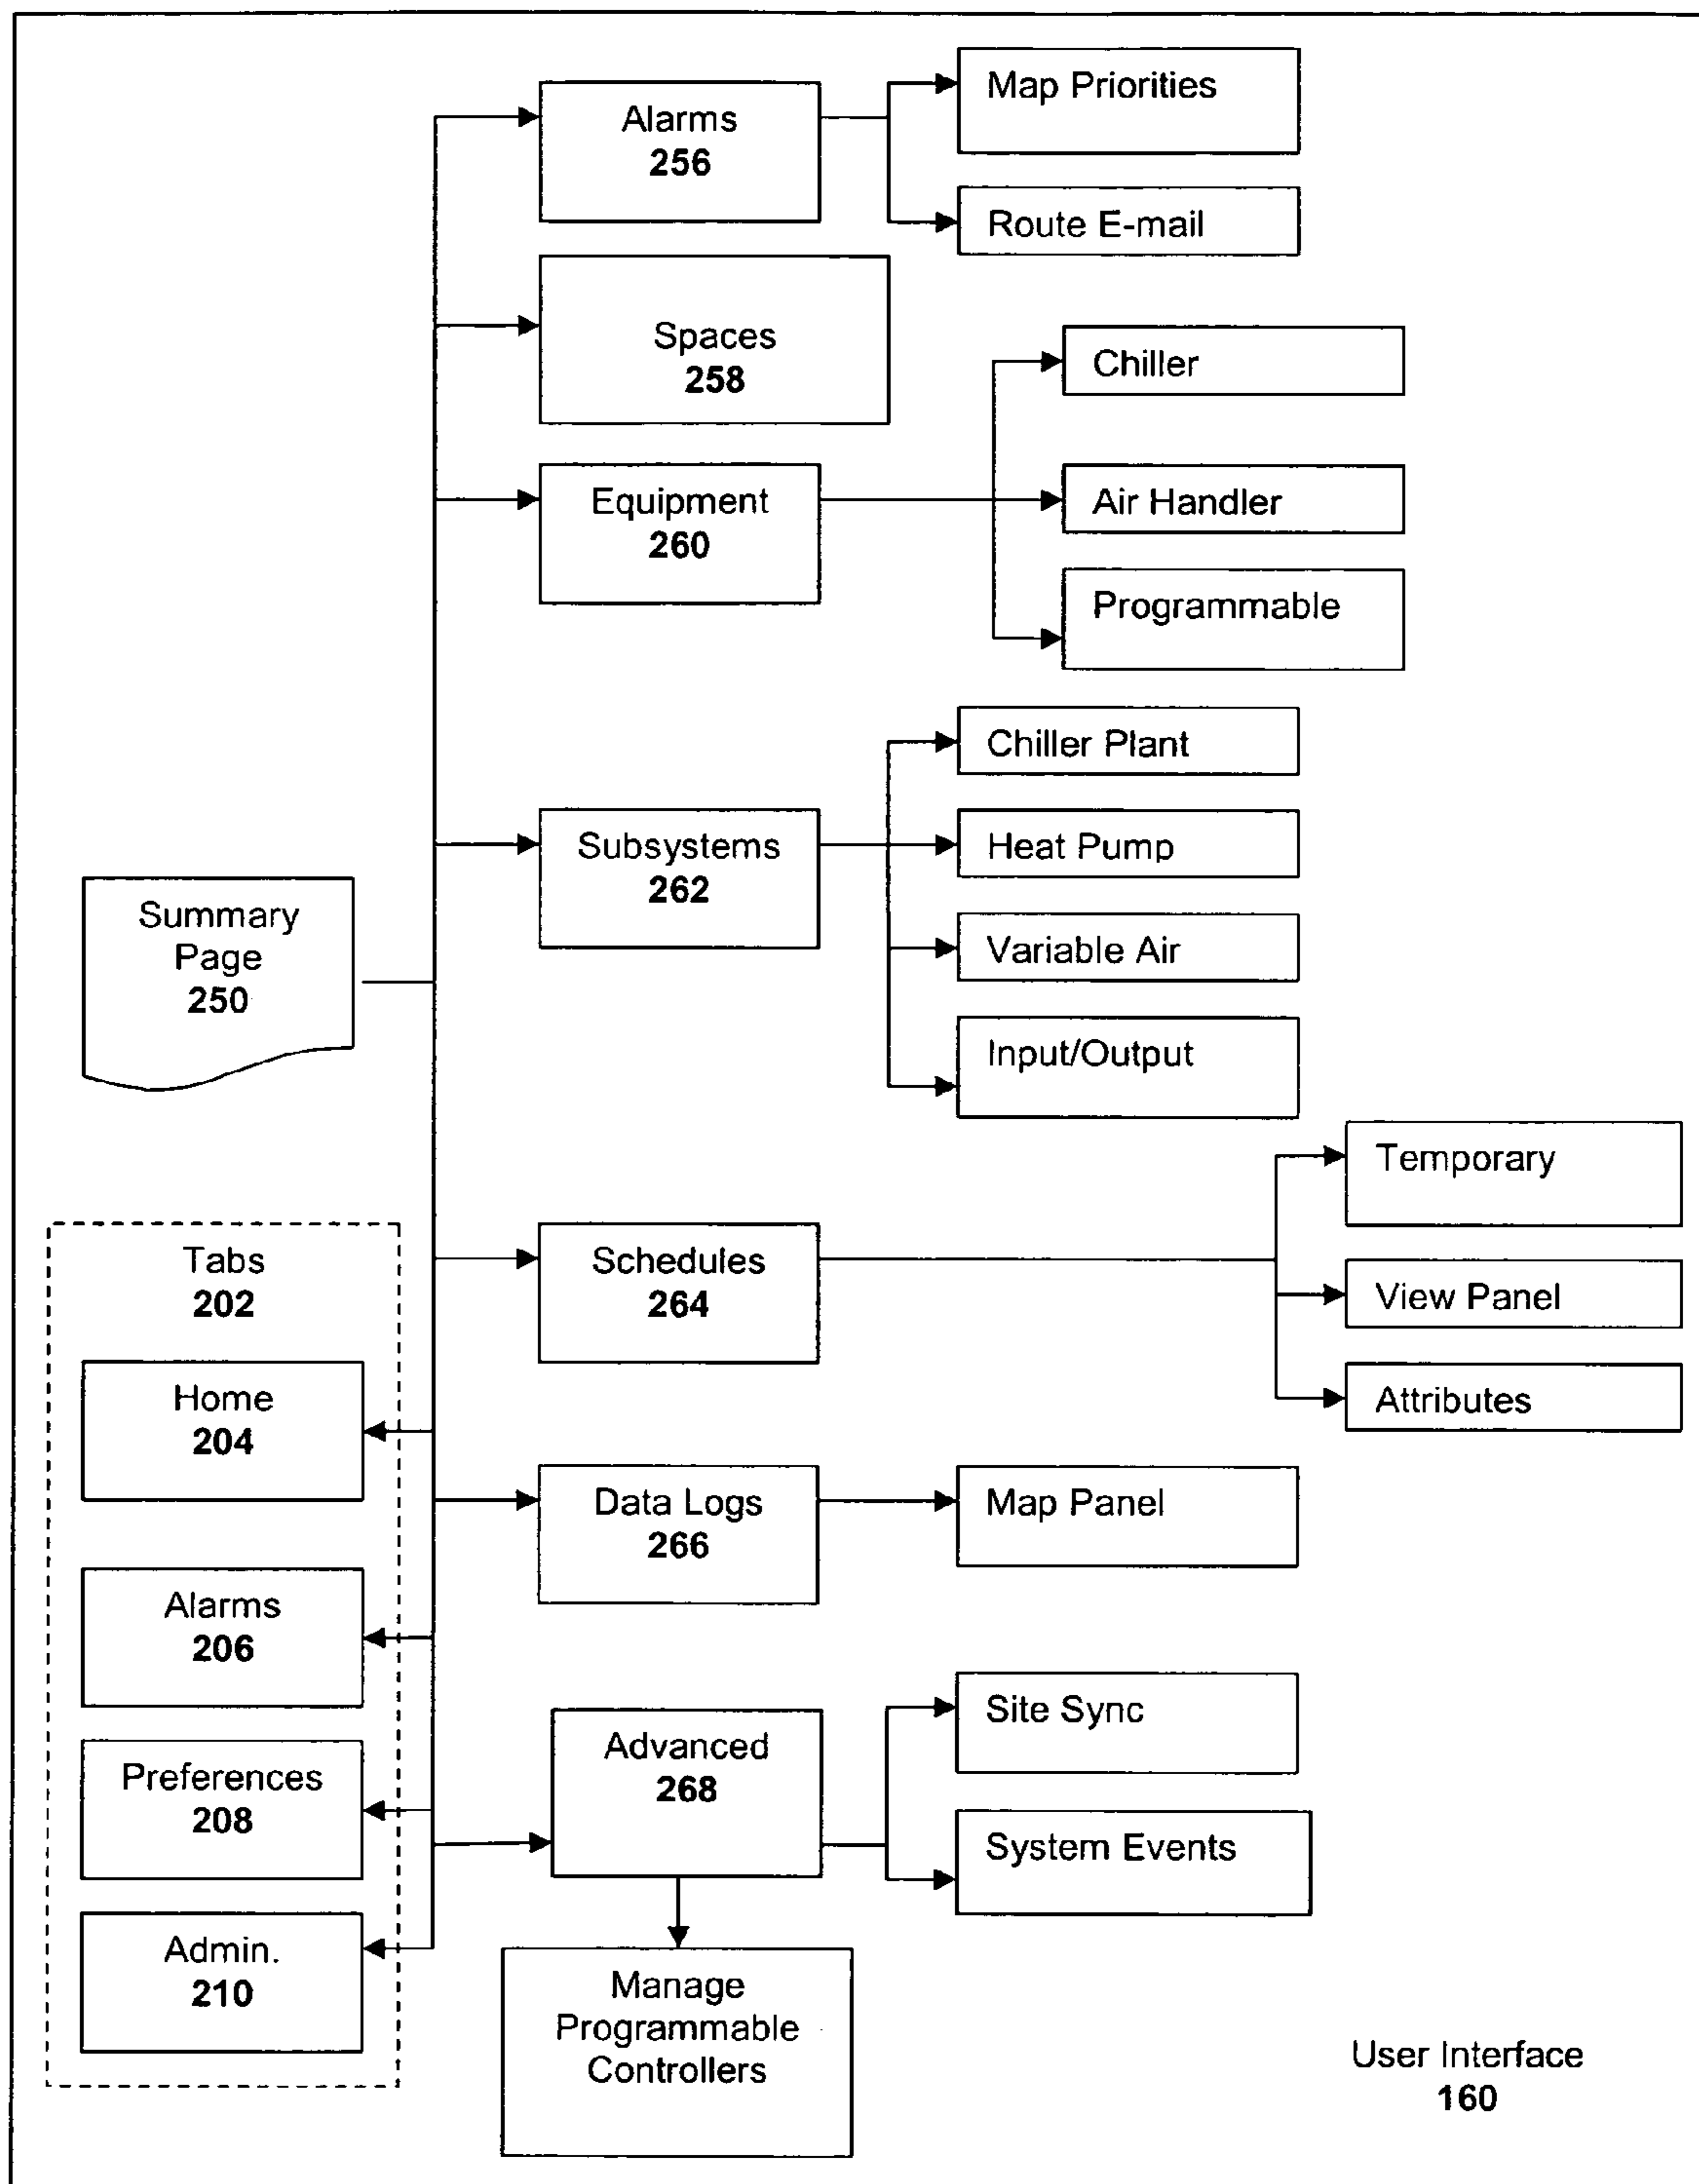 Alarms
256
Map Priorities
Route E-mail
Spaces
258
Equipment
260
Chiller
Air Handler
Programmable
Subsystems
262
Chiller Plant
Heat Pump
Variable Air
Input/Output
Summary
Page
250
Schedules
264
Temporary
View Panel
Attributes
Tabs
202
Home
204
Alarms
206
Preferences
208
Admin.
210
Data Logs
266
Map Panel
Advanced
268
Site Sync
System Events
Manage
Programmable
Controllers
User Interface
160